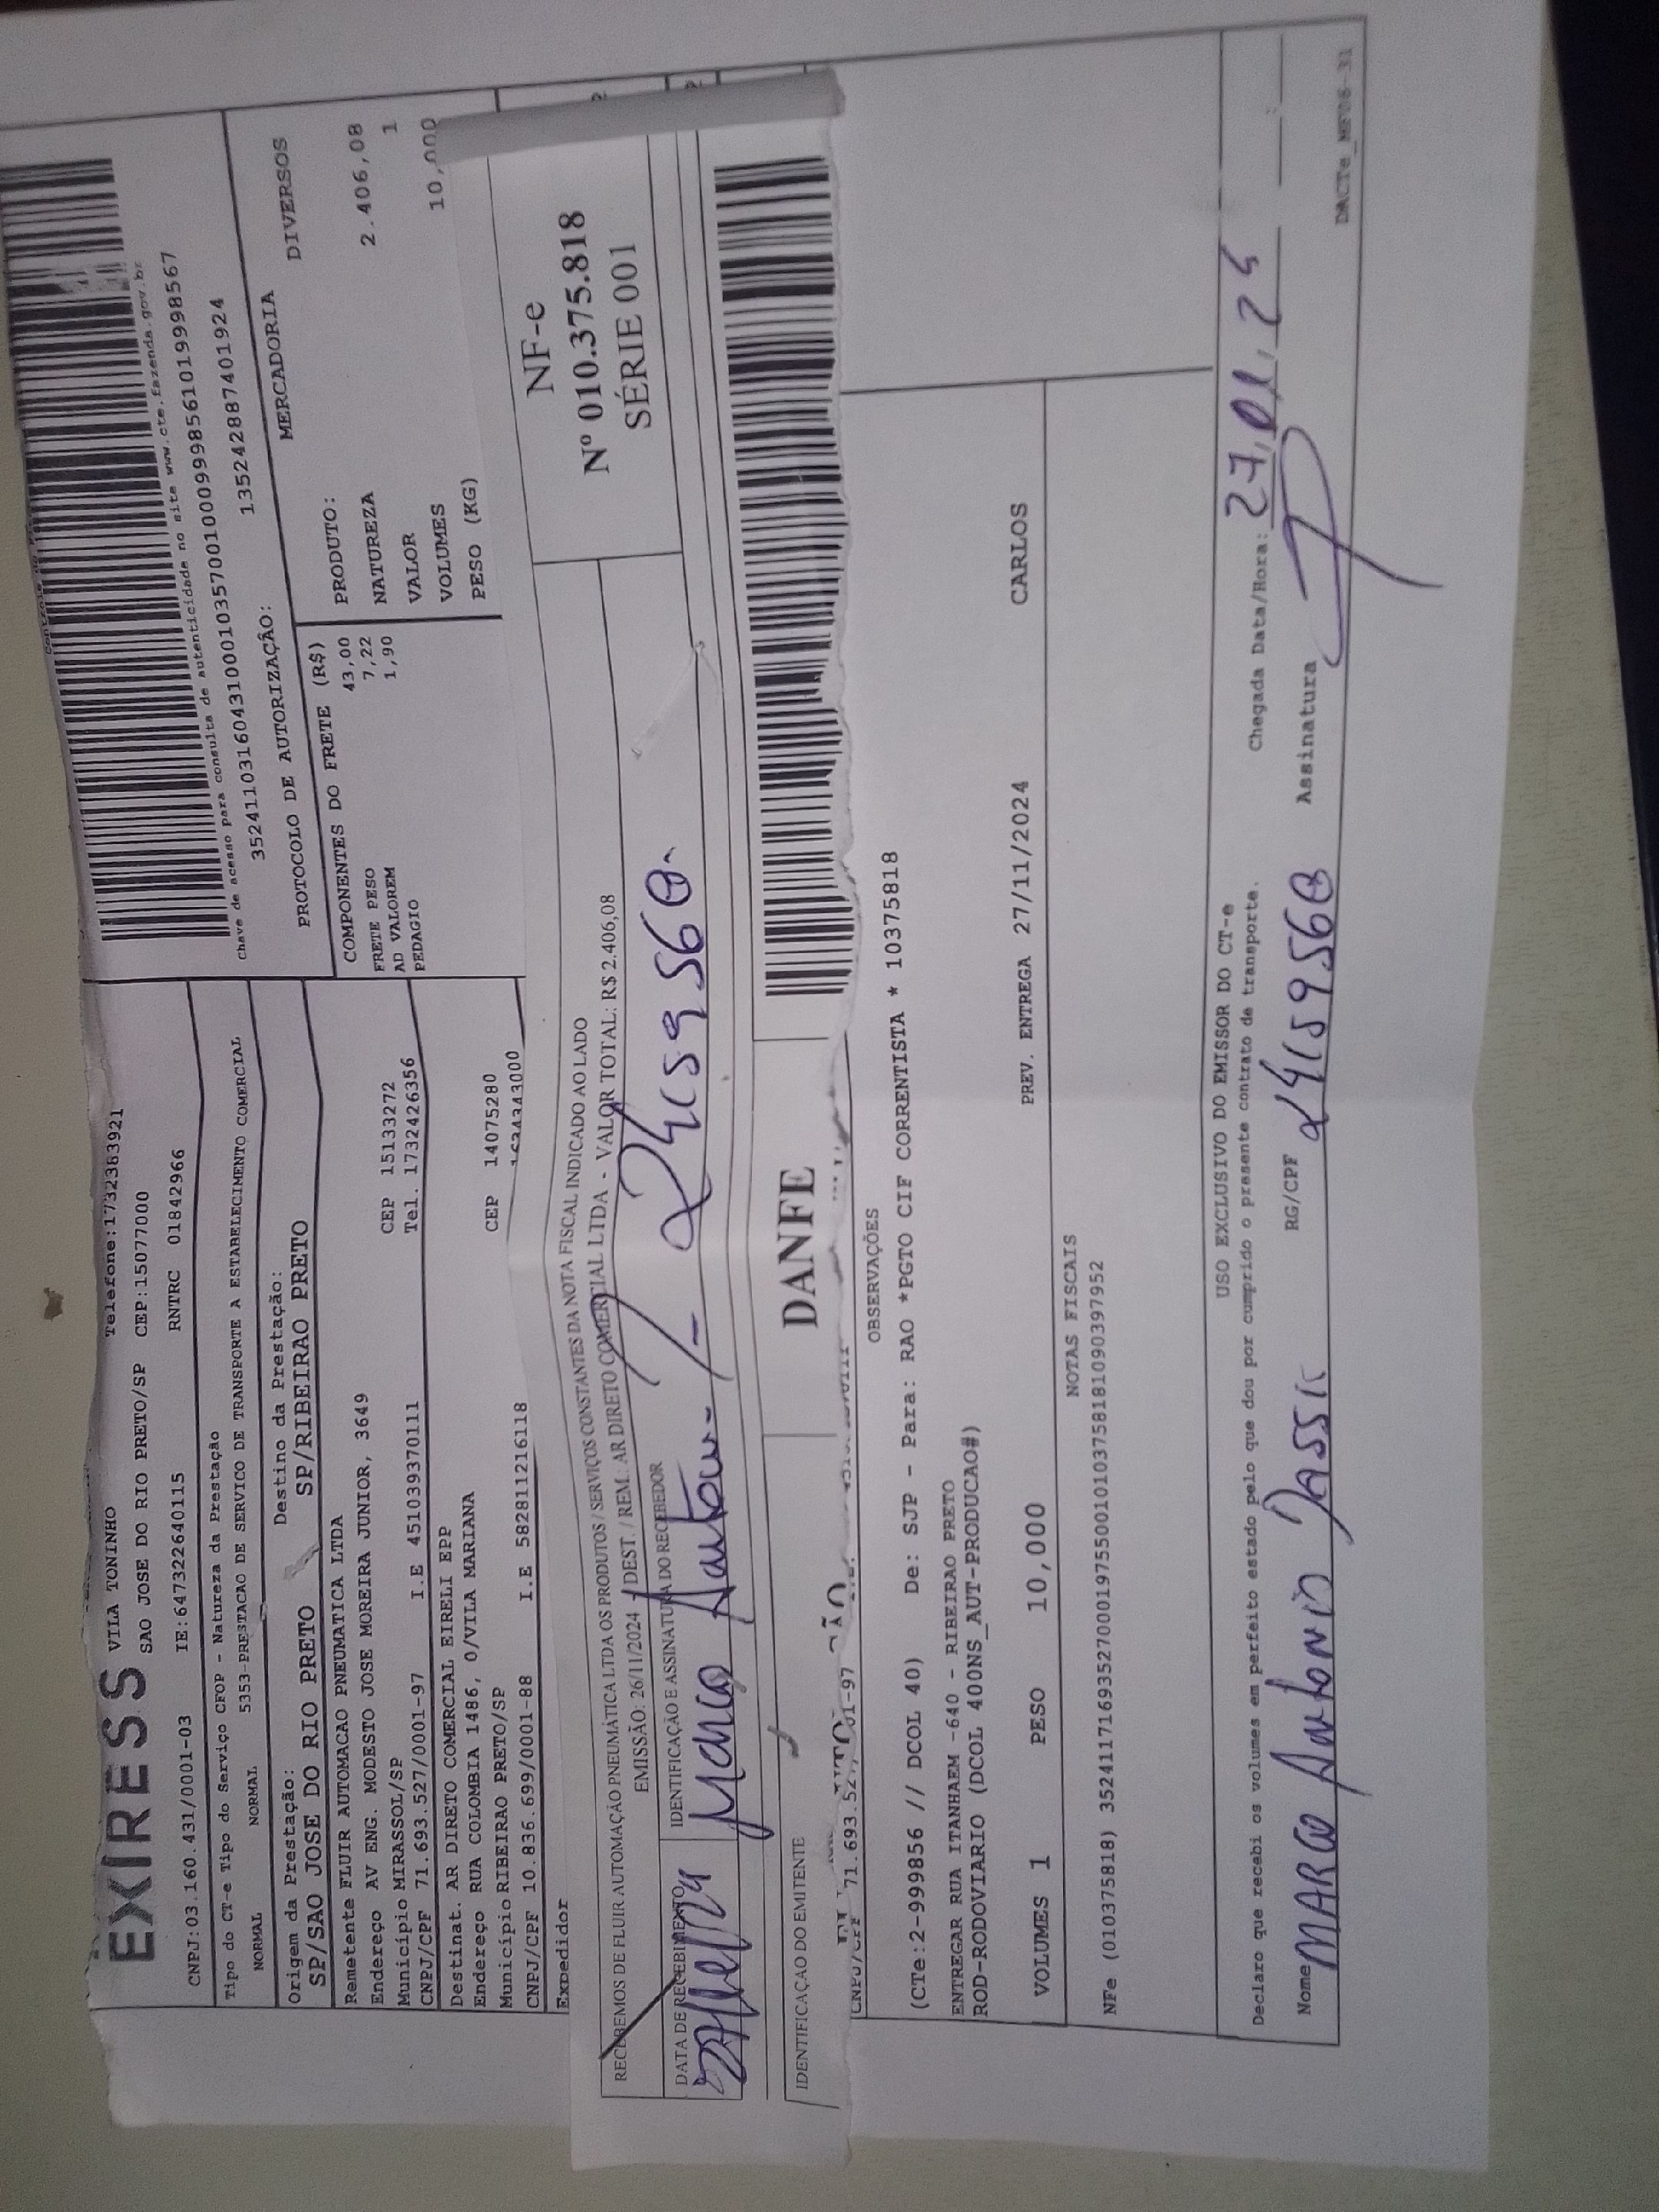 EXIRESS
VILA TONINHO Telefone:1732383921
SAO JOSE DO RIO PRETO/SP CEP:15077000
CNPJ:03.160.431/0001-03 IE:647322640115 RNTRC 01842966
Tipo do CT-e Tipo do Serviço CFOP - Natureza da Prestação
NORMAL NORMAL 5353-PRESTACAO DE SERVICO DE TRANSPORTE A ESTABELECIMENTO COMERCIAL
Chave de acesso para consulta de autenticidade no site www.cte.fazenda.gov.br
35241103160431000103570010009998561019998567
PROTOCOLO DE AUTORIZAÇÃO: 135242887401924
Origem da Prestação: Destino da Prestação:
SP/SAO JOSE DO RIO PRETO SP/RIBEIRAO PRETO
Remetente FLUIR AUTOMACAO PNEUMATICA LTDA
Endereço AV ENG. MODESTO JOSE MOREIRA JUNIOR, 3649
Município MIRASSOL/SP CEP 15133272
CNPJ/CPF 71.693.527/0001-97 I.E 451039370111 Tel. 1732426356
Destinat. AR DIRETO COMERCIAL EIRELI EPP
Endereço RUA COLOMBIA 1486, 0/VILA MARIANA CEP 14075280
Município RIBEIRAO PRETO/SP
CNPJ/CPF 10.836.699/0001-88 I.E 582811216118
Expedidor
COMPONENTES DO FRETE (R$)
FRETE PESO 43,00
AD VALOREM 7,22
PEDAGIO 1,90
MERCADORIA
PRODUTO: DIVERSOS
NATUREZA
VALOR 2.406,08
VOLUMES 1
PESO (KG) 10,000
RECEBEMOS DE FLUIR AUTOMAÇÃO PNEUMÁTICA LTDA OS PRODUTOS / SERVIÇOS CONSTANTES DA NOTA FISCAL INDICADO AO LADO
EMISSÃO: 26/11/2024 DEST. / REM.: AR DIRETO COMERCIAL LTDA - VALOR TOTAL: R$ 2.406,08
DATA DE RECEBIMENTO IDENTIFICAÇÃO E ASSINATURA DO RECEBEDOR
Marco Antonio
NF-e
Nº 010.375.818
SÉRIE 001
IDENTIFICAÇÃO DO EMITENTE
DANFE
CNPJ/CPF 71.693.527/0001-97
OBSERVAÇÕES
(CTe:2-999856 // DCOL 40) De: SJP - Para: RAO *PGTO CIF CORRENTISTA * 10375818
ENTREGAR RUA ITANHAEM -640 - RIBEIRAO PRETO
ROD-RODOVIARIO (DCOL 400NS_AUT-PRODUCAO#)
VOLUMES 1 PESO 10,000 PREV. ENTREGA 27/11/2024 CARLOS
NOTAS FISCAIS
NFe (010375818) 35241171693527000197550010103758181090397952
USO EXCLUSIVO DO EMISSOR DO CT-e
Declaro que recebi os volumes em perfeito estado pelo que dou por cumprido o presente contrato de transporte.
Chegada Data/Hora: 27,01,24
Nome MARCO Antonio RG/CPF Assinatura